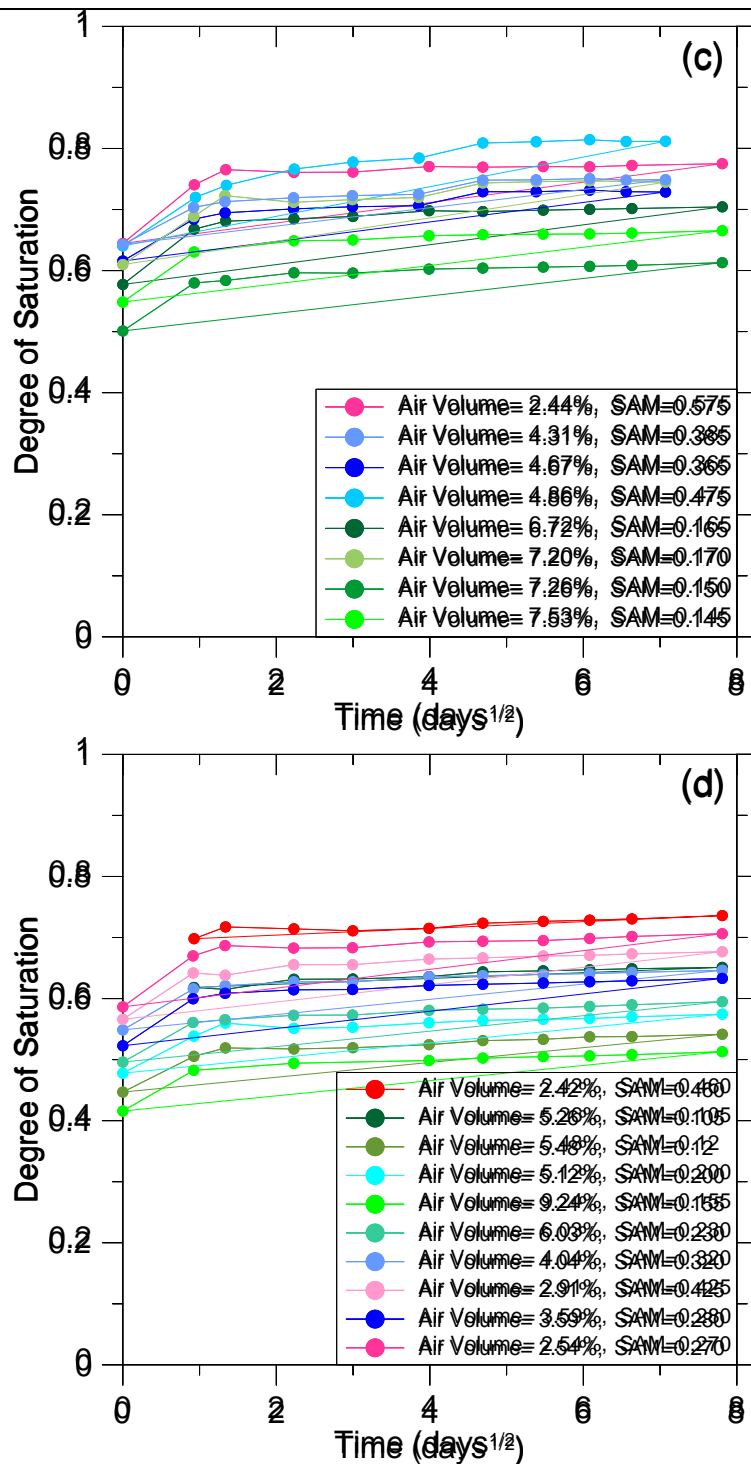 1
(c)
0.8
0.6
Degree of Saturation
0.4
Air Volume= 2.44%, SAM=0.575
Air Volume= 4.31%, SAM=0.385
Air Volume= 4.67%, SAM=0.365
Air Volume= 4.86%, SAM=0.475
0.2
Air Volume= 6.72%, SAM=0.165
Air Volume= 7.20%, SAM=0.170
Air Volume= 7.26%, SAM=0.150
Air Volume= 7.53%, SAM=0.145
0
0 2 4 6 8
Time (days1/2)
1
(d)
0.8
0.6
Degree of Saturation
0.4
Air Volume= 2.42%, SAM=0.460
Air Volume= 5.26%, SAM=0.105
Air Volume= 5.48%, SAM=0.12
Air Volume= 5.12%, SAM=0.200
Air Volume= 9.24%, SAM=0.155
0.2
Air Volume= 6.03%, SAM=0.230
Air Volume= 4.04%, SAM=0.320
Air Volume= 2.91%, SAM=0.425
Air Volume= 3.59%, SAM=0.280
Air Volume= 2.54%, SAM=0.270
0
0 2 4 6 8
Time (days1/2)